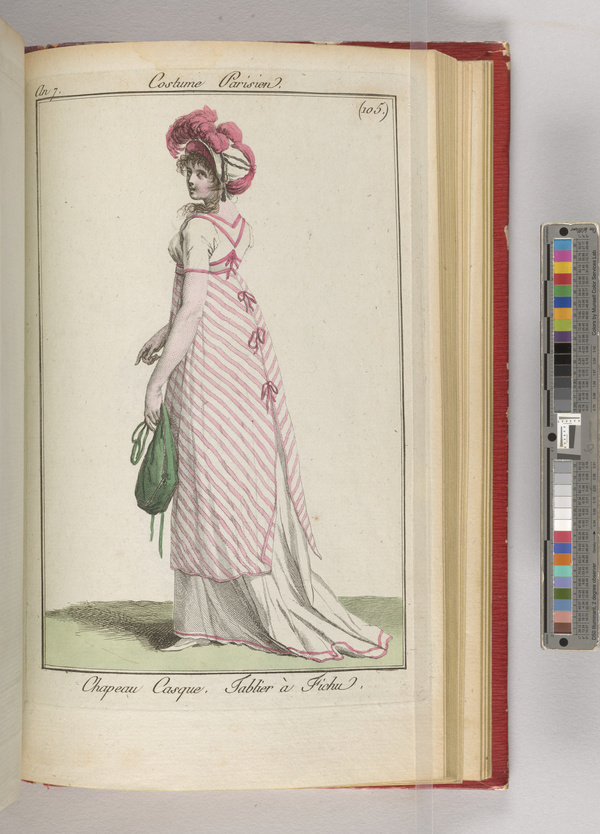 An 7.
Costume Parisien.
(105.)
Chapeau Casque. Tablier à Fichu.